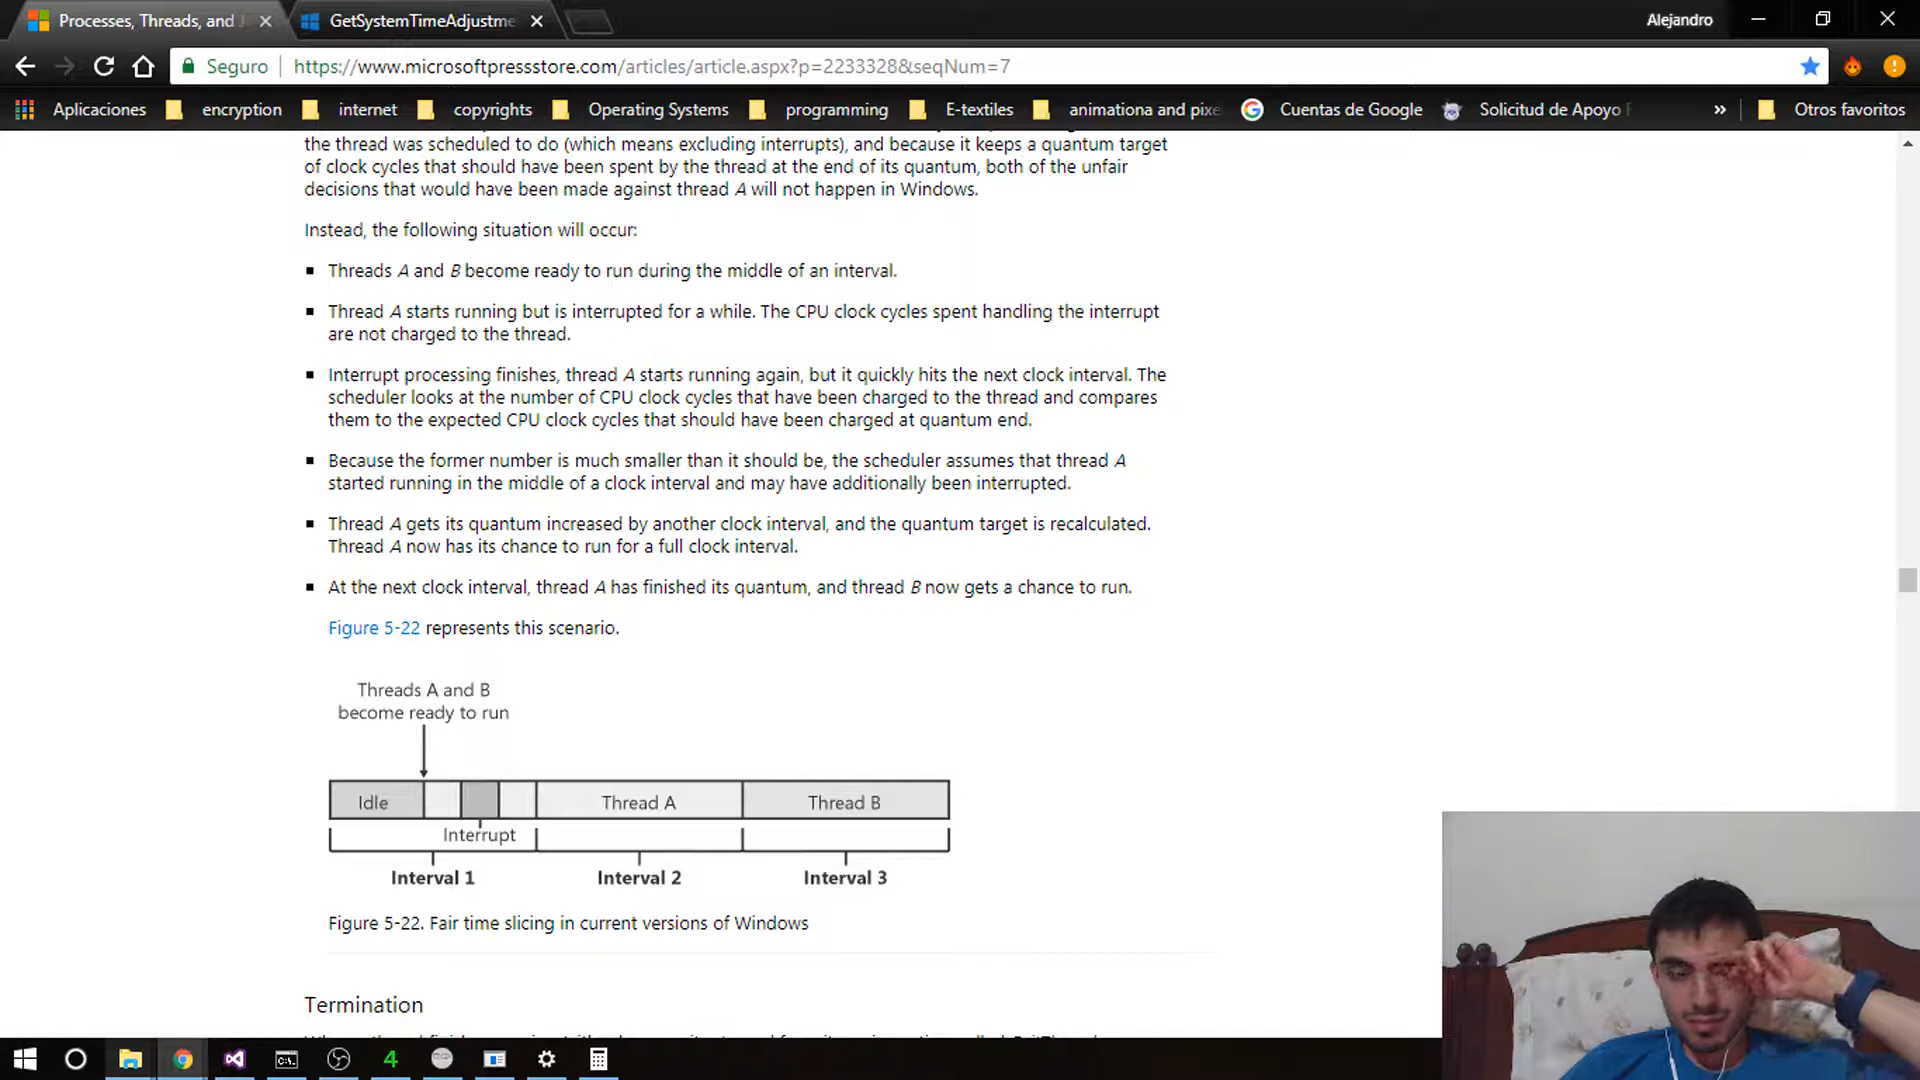 Processes, Threads, and J
GetSystemTimeAdjustme
Alejandro
Seguro
https://www.microsoftpressstore.com/articles/article.aspx?p=2233328&seqNum=7
Aplicaciones
encryption
internet
copyrights
Operating Systems
programming
E-textiles
animationa and pixe
Cuentas de Google
Solicitud de Apoyo
»
Otros favoritos
the thread was scheduled to do (which means excluding interrupts), and because it keeps a quantum target
of clock cycles that should have been spent by the thread at the end of its quantum, both of the unfair
decisions that would have been made against thread A will not happen in Windows.
Instead, the following situation will occur:
Threads A and B become ready to run during the middle of an interval.
Thread A starts running but is interrupted for a while. The CPU clock cycles spent handling the interrupt
are not charged to the thread.
Interrupt processing finishes, thread A starts running again, but it quickly hits the next clock interval. The
scheduler looks at the number of CPU clock cycles that have been charged to the thread and compares
them to the expected CPU clock cycles that should have been charged at quantum end.
Because the former number is much smaller than it should be, the scheduler assumes that thread A
started running in the middle of a clock interval and may have additionally been interrupted.
Thread A gets its quantum increased by another clock interval, and the quantum target is recalculated.
Thread A now has its chance to run for a full clock interval.
At the next clock interval, thread A has finished its quantum, and thread B now gets a chance to run.
Figure 5-22 represents this scenario.
Threads A and B
become ready to run
Idle
Thread A
Thread B
Interrupt
Interval 1
Interval 2
Interval 3
Figure 5-22. Fair time slicing in current versions of Windows
Termination
4